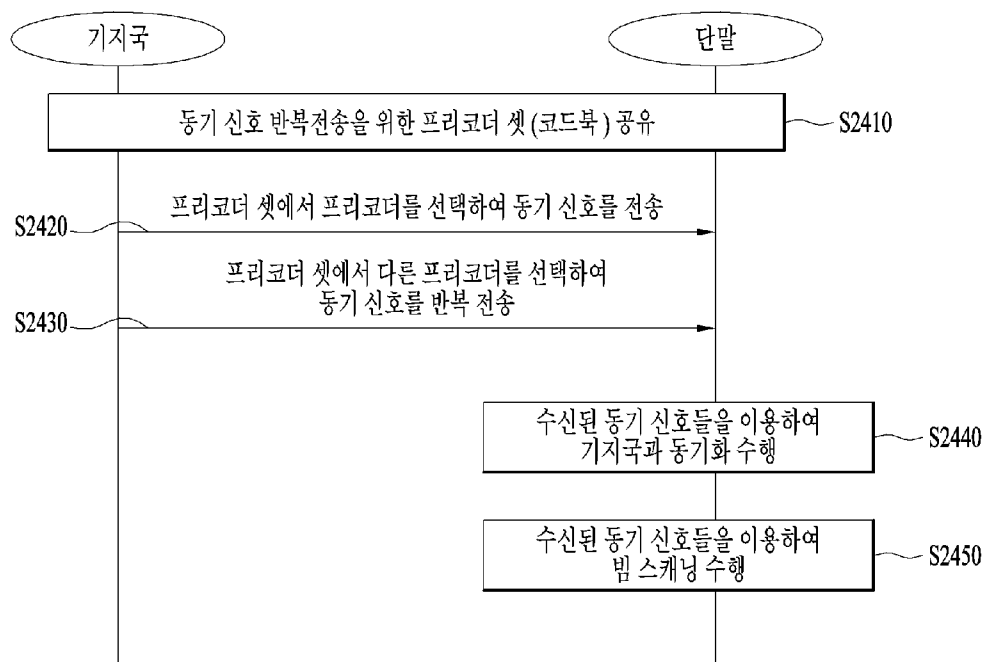 기지국
단말
동기 신호 반복전송을 위한 프리코더 셋 (코드북) 공유
S2410
프리코더 셋에서 프리코더를 선택하여 동기 신호를 전송
S2420
프리코더 셋에서 다른 프리코더를 선택하여
동기 신호를 반복 전송
S2430
수신된 동기 신호들을 이용하여
기지국과 동기화 수행
S2440
수신된 동기 신호들을 이용하여
빔 스캐닝 수행
S2450